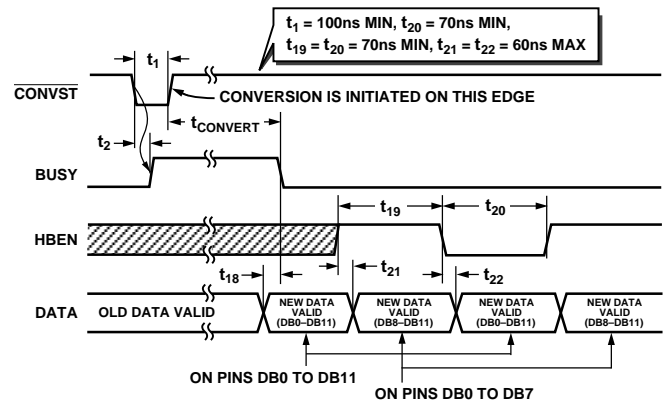 t1 = 100ns MIN, t20 = 70ns MIN,
t19 = t20 = 70ns MIN, t21 = t22 = 60ns MAX
t1
CONVST
CONVERSION IS INITIATED ON THIS EDGE
tCONVERT
t2
BUSY
t19
t20
HBEN
t18
t21
t22
DATA
OLD DATA VALID
NEW DATA
VALID
(DB0–DB11)
NEW DATA
VALID
(DB8–DB11)
NEW DATA
VALID
(DB0–DB11)
NEW DATA
VALID
(DB8–DB11)
ON PINS DB0 TO DB11
ON PINS DB0 TO DB7